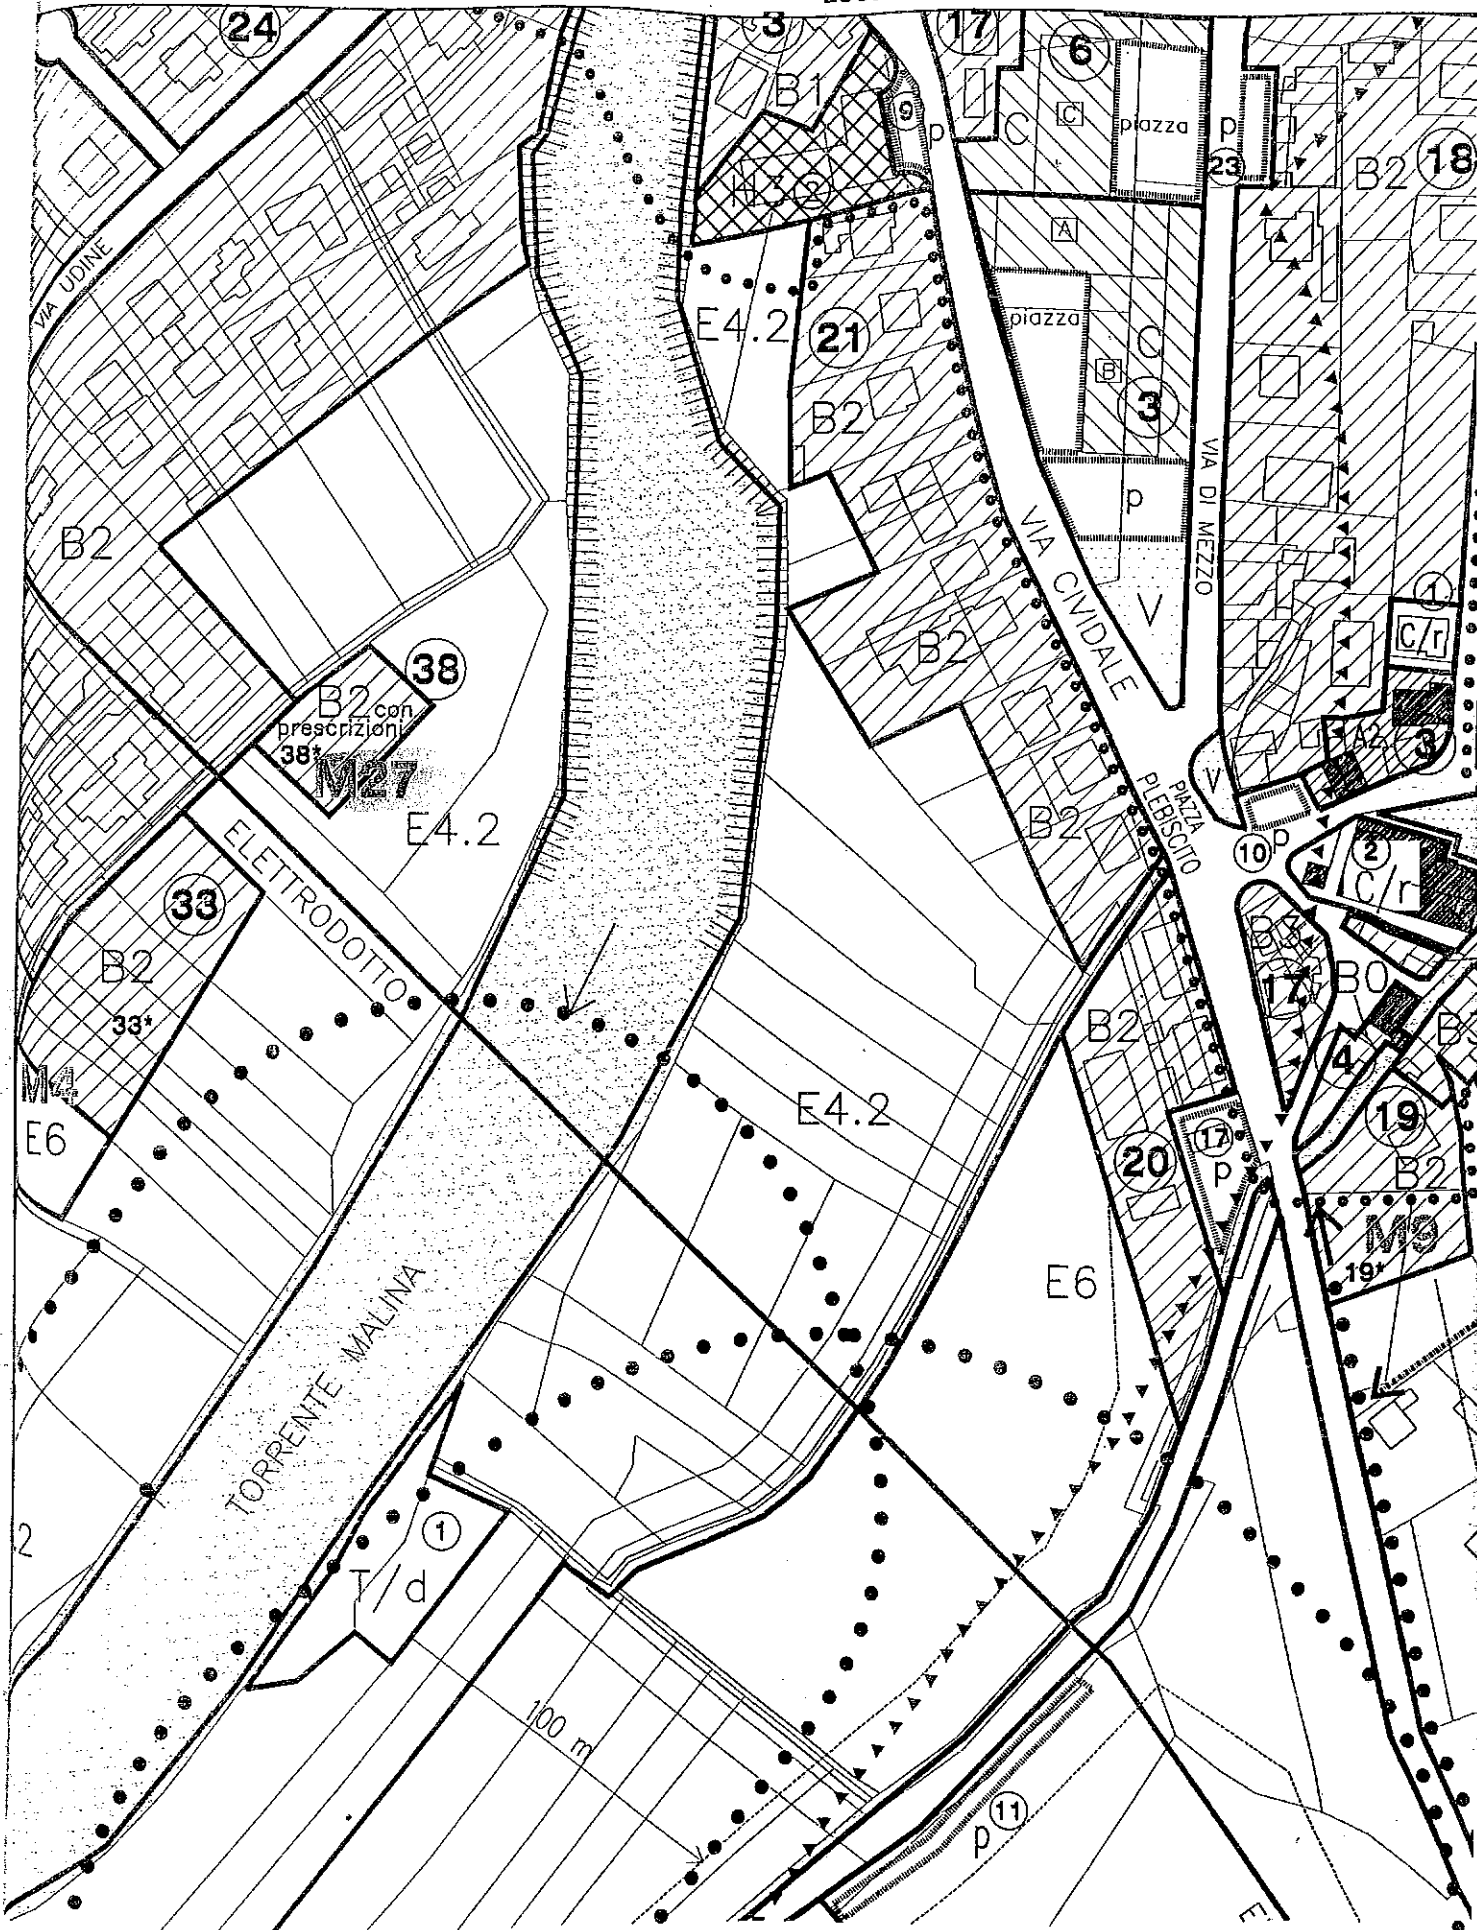 24
3
17
6
B1
9
p
C
C
piazza
p
23
B2
18
H3
2
A
VIA UDINE
E4.2
21
piazza
C
B
3
B2
VIA DI MEZZO
p
B2
VIA CIVIDALE
V
1
C/r
B2
38
B2 con
prescrizioni
38*
M27
A2
3
V
PIAZZA
PLEBISCITO
E4.2
B2
p
10
2
C/r
ELETTRODOTTO
33
B2
33*
B3
17
B0
B2
M4
E6
E4.2
4
19
17
p
20
B2
M9
19*
E6
TORRENTE MALINA
1
T/d
100 m
11
p